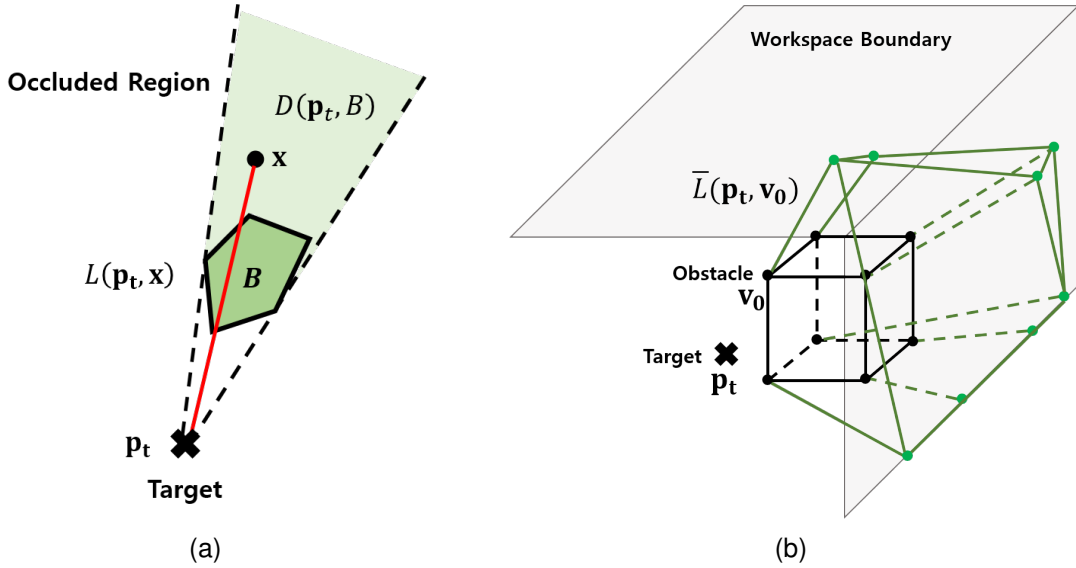 Occluded Region
D(𝐩ₜ, B)
𝐱
L(𝐩ₜ, 𝐱)
B
𝐩ₜ
Target
(a)
Workspace Boundary
L̅(𝐩ₜ, 𝐯₀)
Obstacle
𝐯₀
Target
𝐩ₜ
(b)